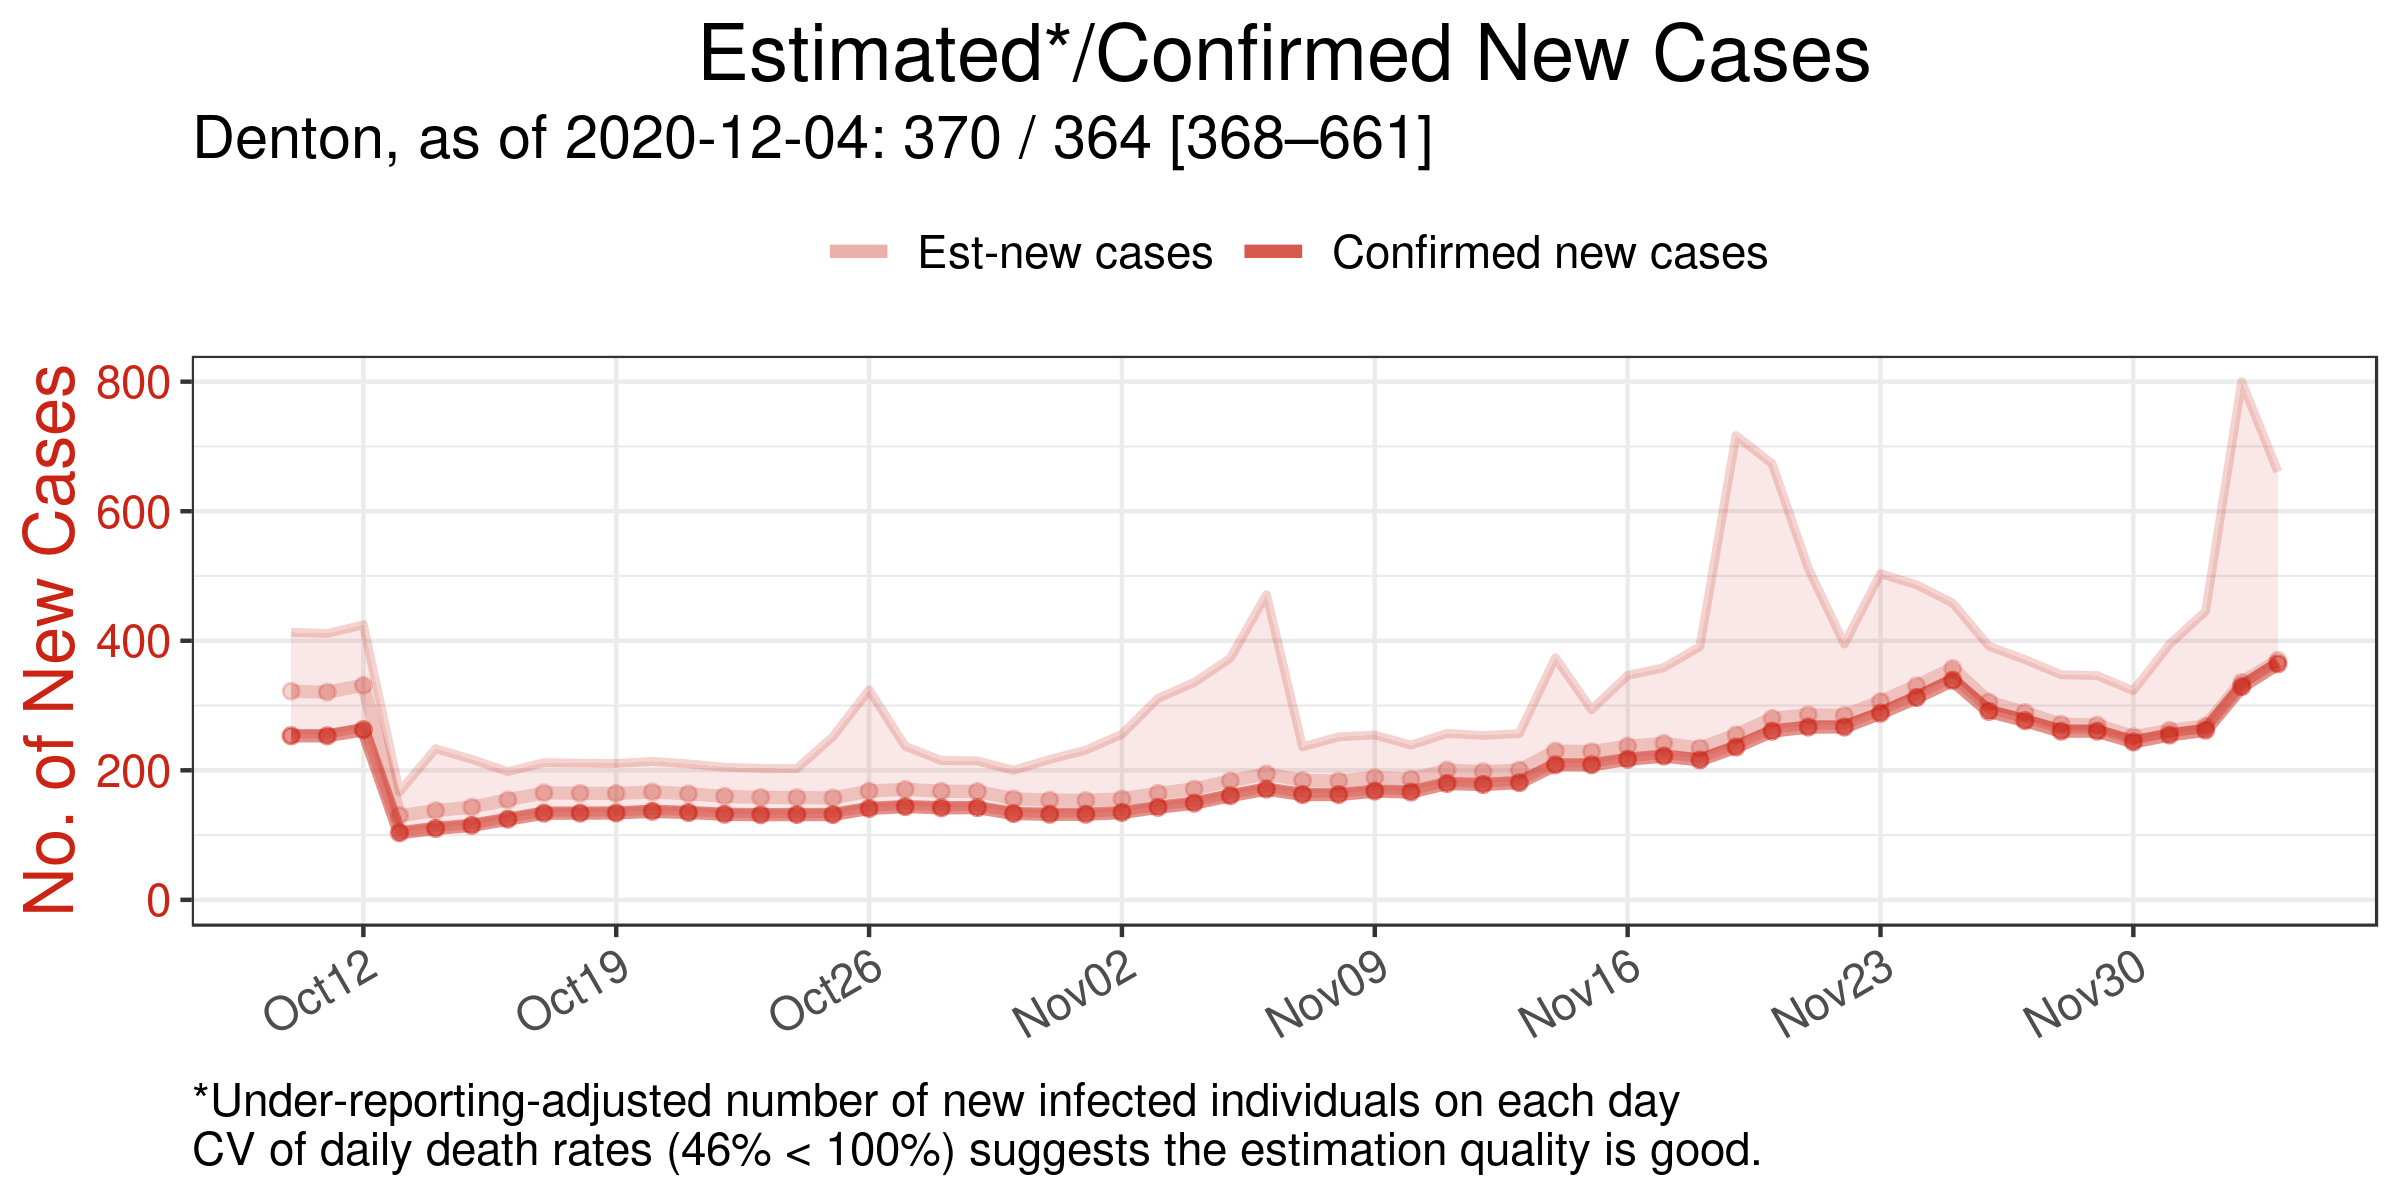 Estimated*/Confirmed New Cases
Denton, as of 2020-12-04: 370 / 364 [368–661]
Est-new cases
Confirmed new cases
No. of New Cases
800
600
400
200
0
Oct12
Oct19
Oct26
Nov02
Nov09
Nov16
Nov23
Nov30
*Under-reporting-adjusted number of new infected individuals on each day
CV of daily death rates (46% < 100%) suggests the estimation quality is good.